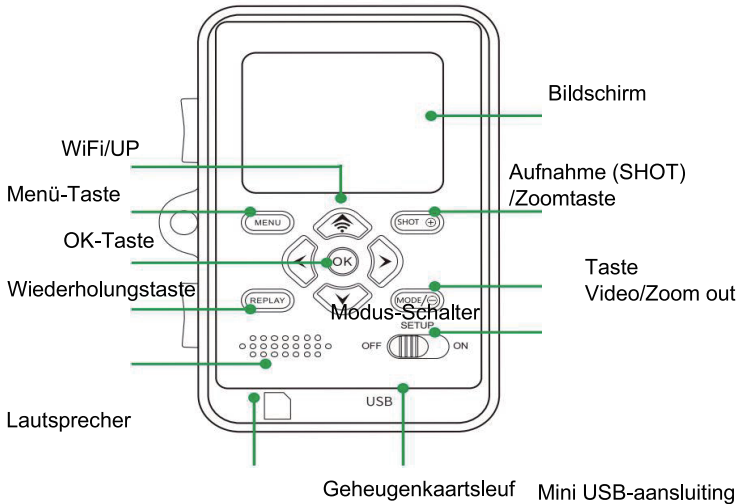 Bildschirm
WiFi/UP
Aufnahme (SHOT)
/Zoomtaste
Menü-Taste
MENU
SHOT
OK-Taste
OK
Taste
Video/Zoom out
Wiederholungstaste
REPLAY
MODE/
Modus-Schalter
SETUP
OFF
ON
USB
Lautsprecher
Geheugenkaartsleuf
Mini USB-aansluiting